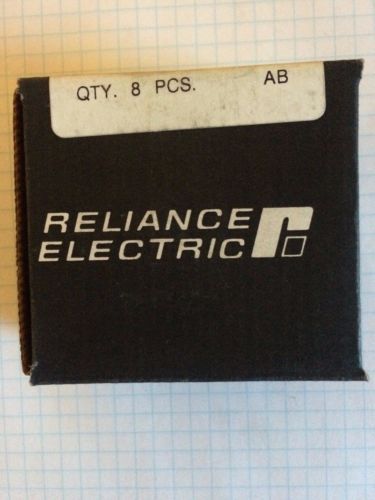 QTY. 8 PCS. AB
RELIANCE
ELECTRIC